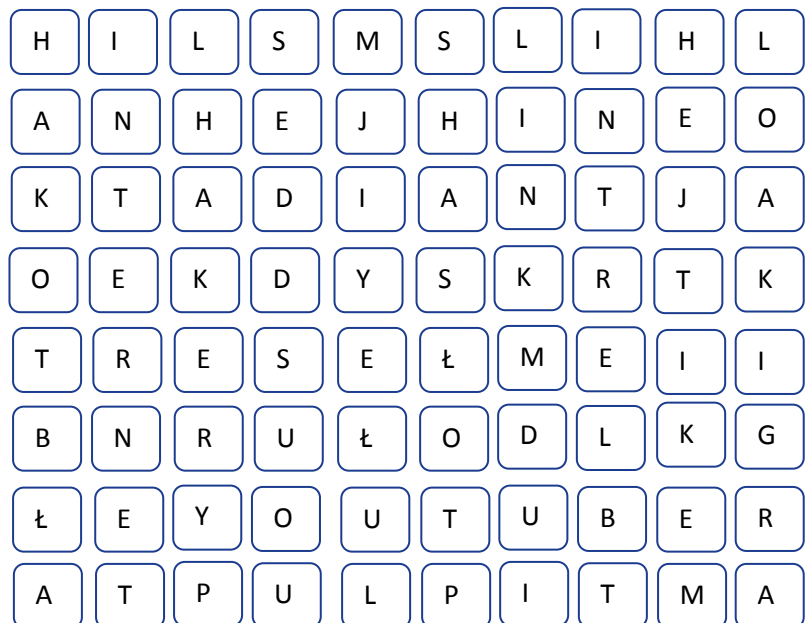 H I L S M S L I H L
A N H E J H I N E O
K T A D I A N T J A
O E K D Y S K R T K
T R E S E Ł M E I I
B N R U Ł O D L K G
Ł E Y O U T U B E R
A T P U L P I T M A